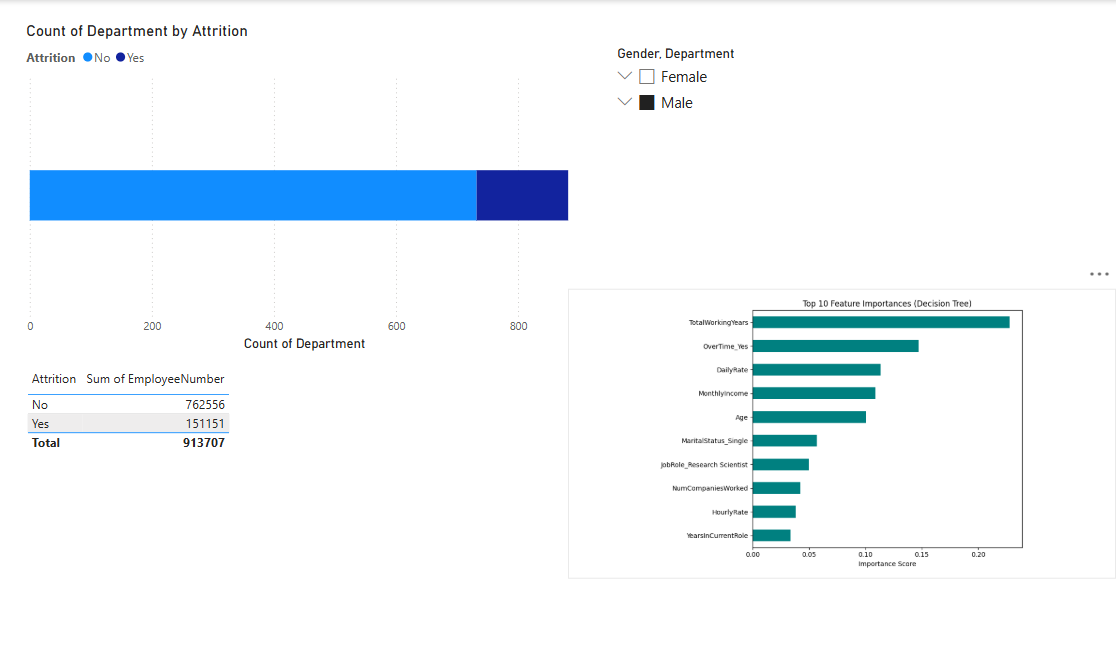 Count of Department by Attrition
Attrition No Yes
0 200 400 600 800
Count of Department
Attrition Sum of EmployeeNumber
No 762556
Yes 151151
Total 913707
Gender, Department
Female
Male
Top 10 Feature Importances (Decision Tree)
TotalWorkingYears
OverTime_Yes
DailyRate
MonthlyIncome
Age
MaritalStatus_Single
JobRole_Research Scientist
NumCompaniesWorked
HourlyRate
YearsInCurrentRole
0.00 0.05 0.10 0.15 0.20
Importance Score